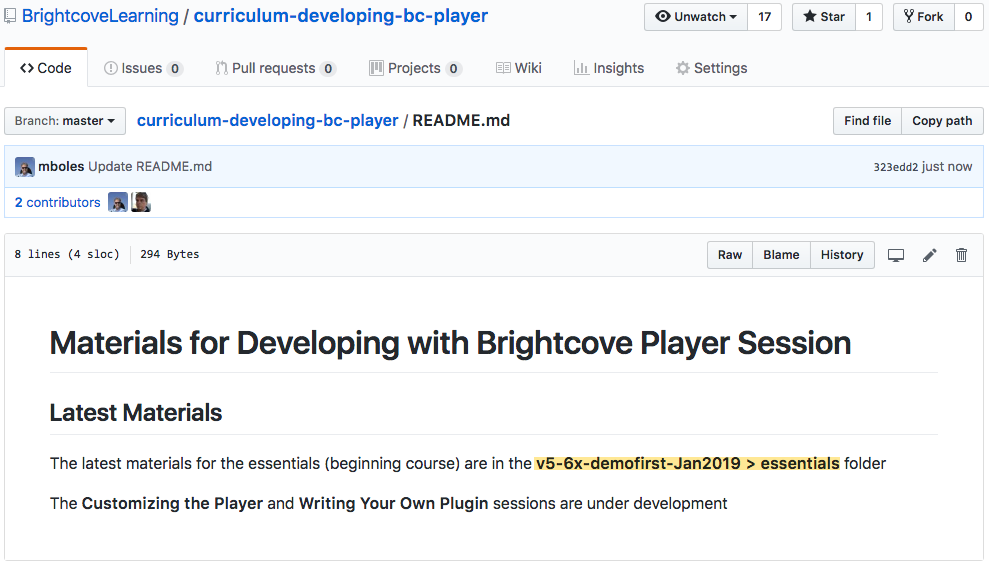 BrightcoveLearning / curriculum-developing-bc-player
Unwatch 17 Star 1 Fork 0
Code Issues 0 Pull requests 0 Projects 0 Wiki Insights Settings
Branch: master curriculum-developing-bc-player / README.md Find file Copy path
mboles Update README.md 323edd2 just now
2 contributors
8 lines (4 sloc) 294 Bytes Raw Blame History
Materials for Developing with Brightcove Player Session
Latest Materials
The latest materials for the essentials (beginning course) are in the v5-6x-demofirst-Jan2019 > essentials folder
The Customizing the Player and Writing Your Own Plugin sessions are under development